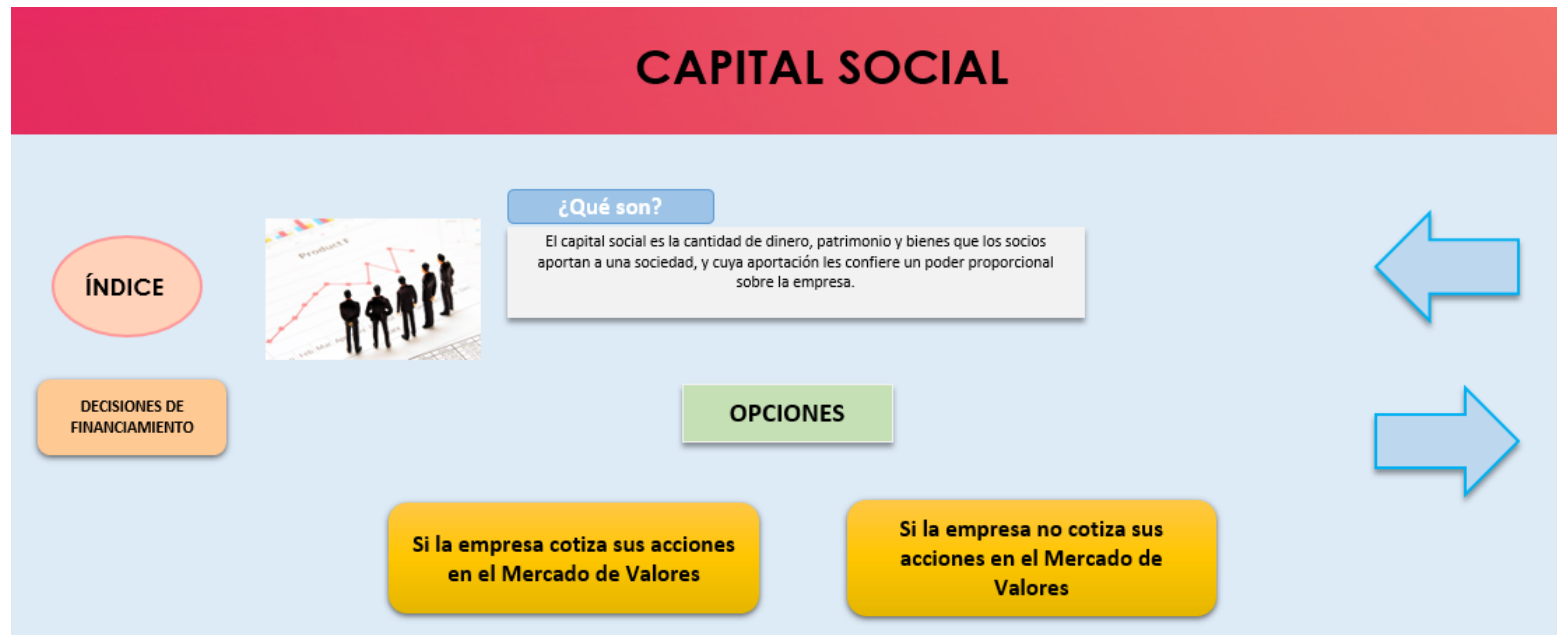 CAPITAL SOCIAL
¿Qué son?
El capital social es la cantidad de dinero, patrimonio y bienes que los socios
aportan a una sociedad, y cuya aportación les confiere un poder proporcional
sobre la empresa.
ÍNDICE
Product F
DECISIONES DE
FINANCIAMIENTO
OPCIONES
Si la empresa cotiza sus acciones
en el Mercado de Valores
Si la empresa no cotiza sus
acciones en el Mercado de
Valores